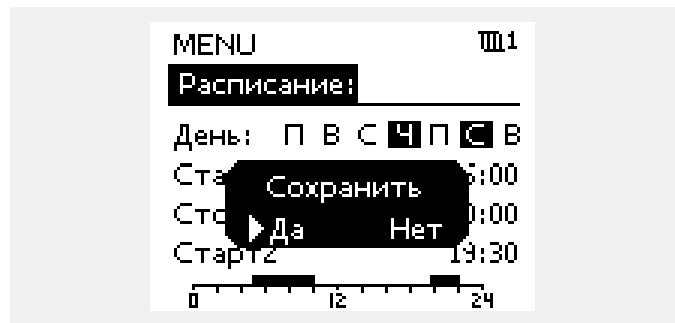 MENU 1
Расписание:
День: П В С Ч П С В
Сохранить
Да Нет
Старт2 19:30
0 12 24